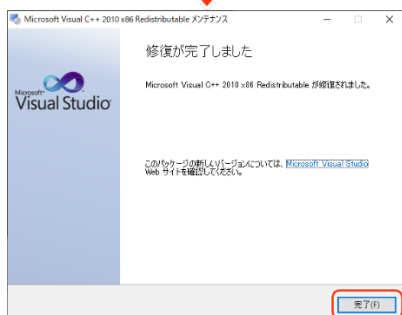 Microsoft Visual C++ 2010 x86 Redistributable メンテナンス
修復が完了しました
Microsoft Visual C++ 2010 x86 Redistributable が修復されました。
Microsoft
Visual Studio
このパッケージの新しいバージョンについては、Microsoft Visual Studio
Web サイトを確認してください。
完了(F)